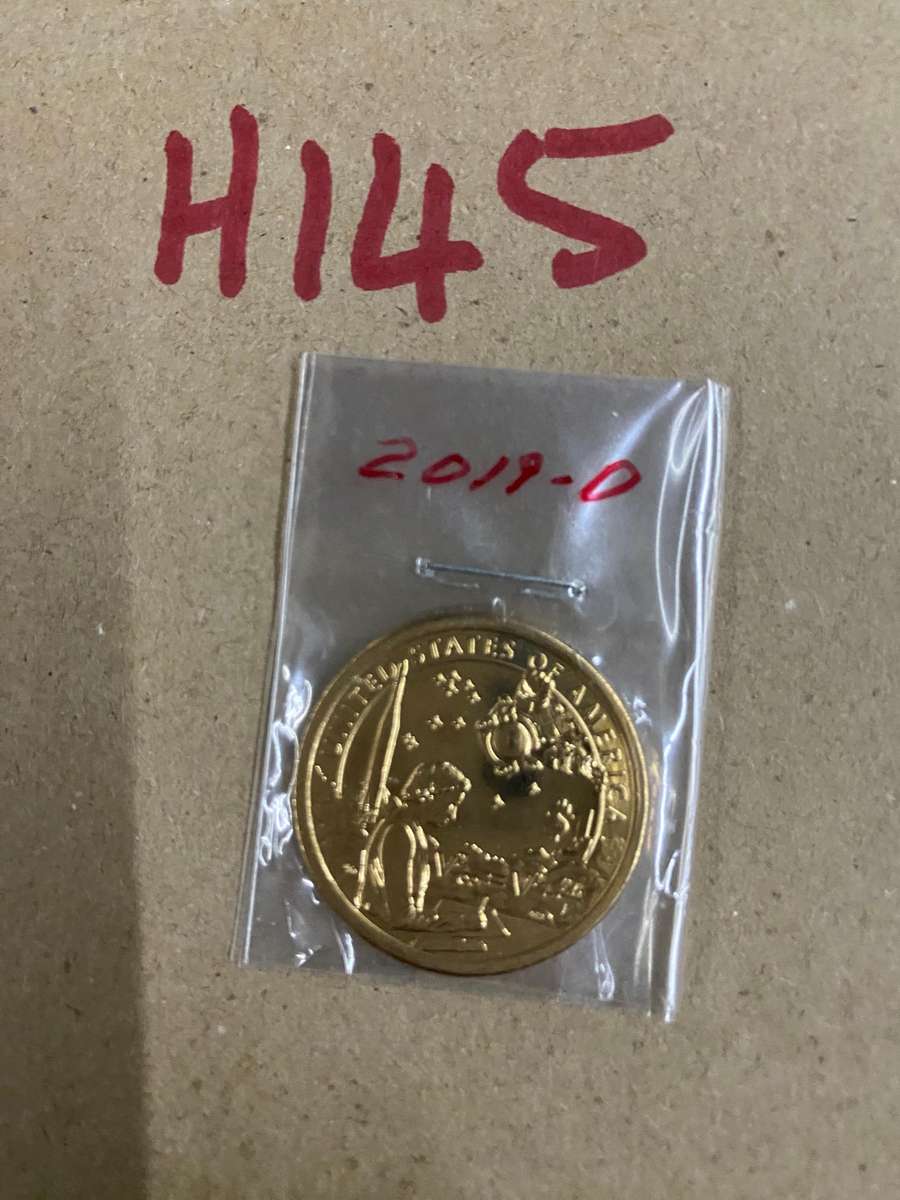 H145
2019-D
UNITED STATES OF AMERICA